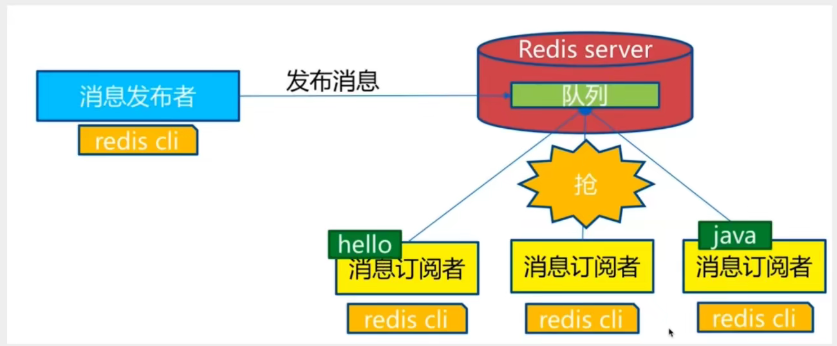 Redis server
发布消息
消息发布者
队列
redis cli
抢
hello
java
消息订阅者
消息订阅者
消息订阅者
redis cli
redis cli
redis cli